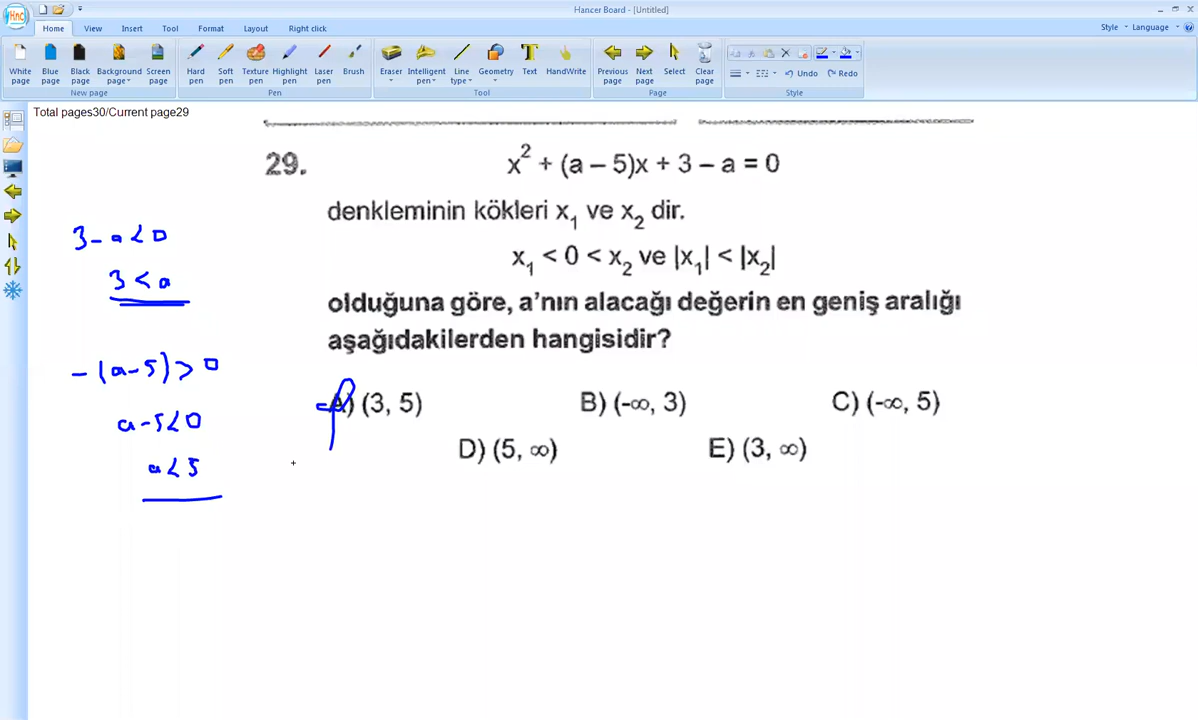 Hancer Board - [Untitled]
Home View Insert Tool Format Layout Right click
Style Language
White page
Blue page
Black page
Background page
Screen page
Hard pen
Soft pen
Texture pen
Highlight pen
Laser pen
Brush
Eraser
Intelligent pen
Line type
Geometry
Text
HandWrite
Previous page
Next page
Select
Clear page
Undo
Redo
New page
Pen
Tool
Page
Style
Total pages30/Current page29
29. x² + (a – 5)x + 3 – a = 0
denkleminin kökleri x₁ ve x₂ dir.
x₁ < 0 < x₂ ve |x₁| < |x₂|
olduğuna göre, a'nın alacağı değerin en geniş aralığı
aşağıdakilerden hangisidir?
A) (3, 5) B) (-∞, 3) C) (-∞, 5)
D) (5, ∞) E) (3, ∞)
3 - a < 0
3 < a
- (a - 5) > 0
a - 5 < 0
a < 5